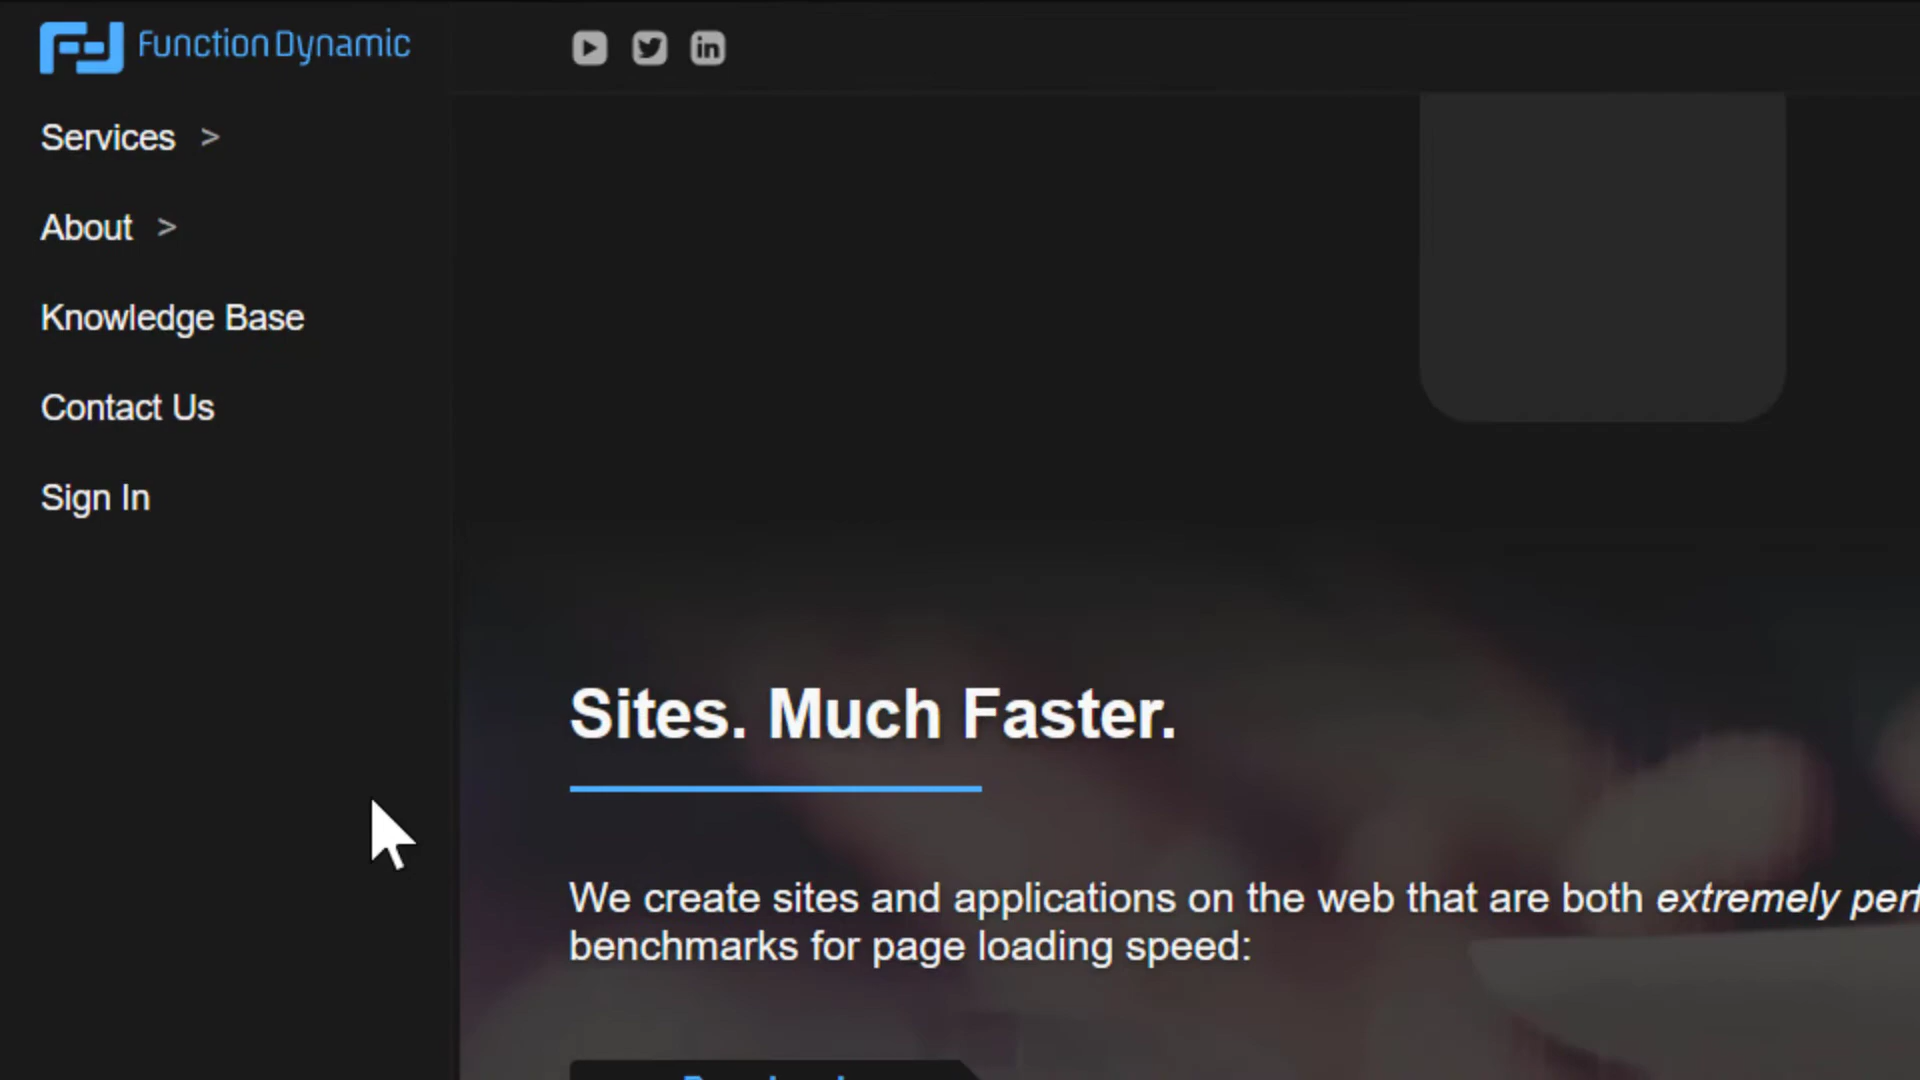 FunctionDynamic
Services >
About >
Knowledge Base
Contact Us
Sign In
in
Sites. Much Faster.
We create sites and applications on the web that are both extremely
benchmarks for page loading speed: